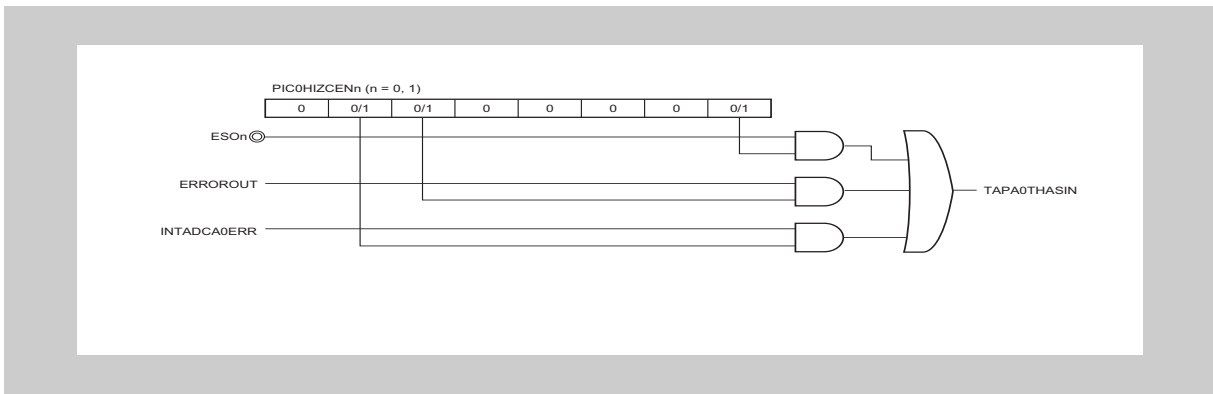 PIC0HIZCENn (n = 0, 1)
0 0/1 0/1 0 0 0 0 0/1
ESOn
ERROROUT
TAPA0THASIN
INTADCA0ERR